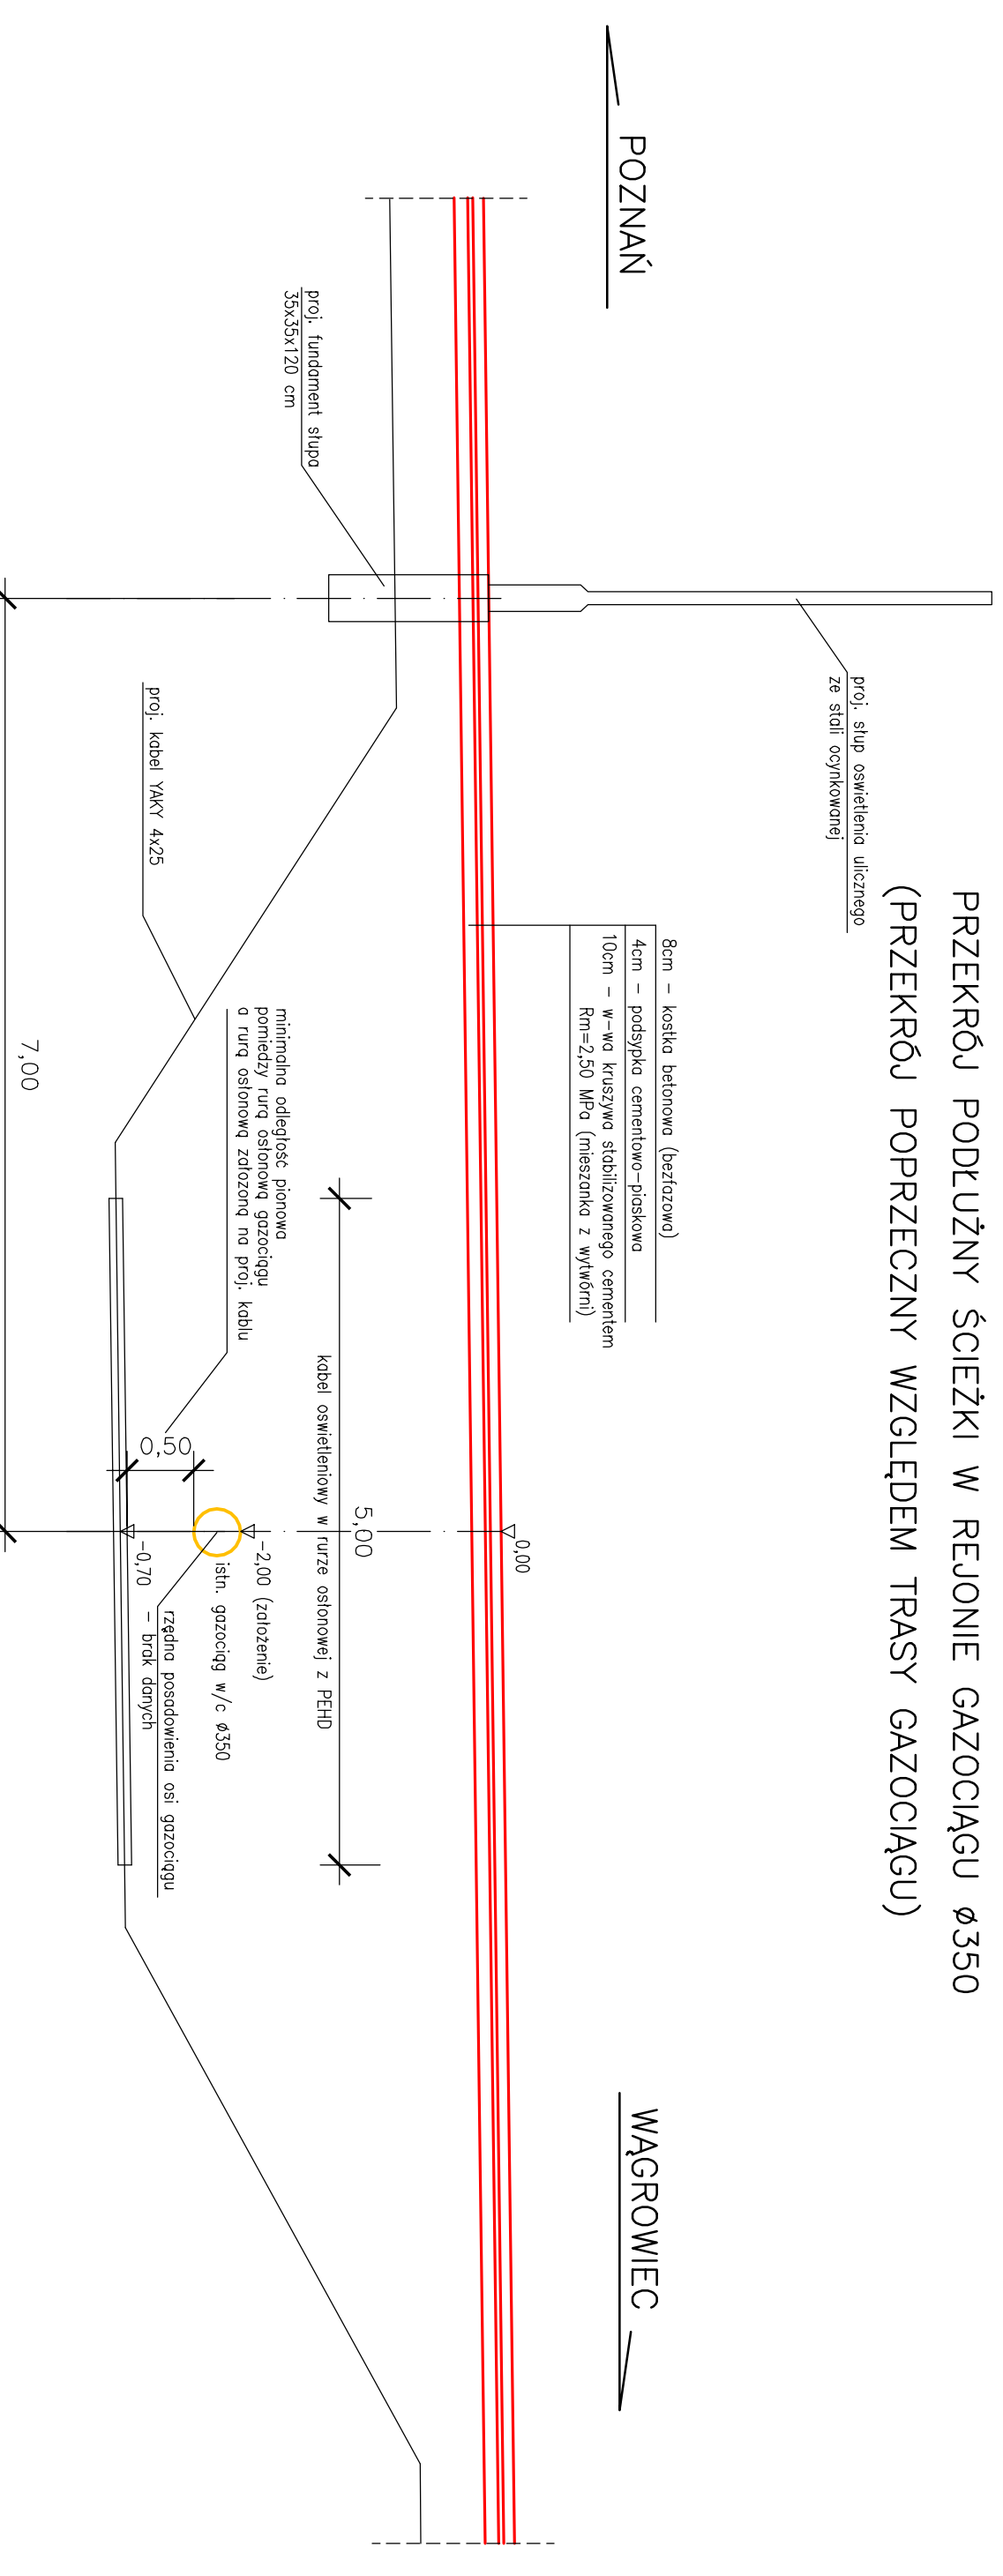 PRZEKRÓJ PODŁUŻNY ŚCIEŻKI W REJONIE GAZOCIĄGU ø350
(PRZEKRÓJ POPRZECZNY WZGLĘDEM TRASY GAZOCIĄGU)
proj. słup oswietlenia ulicznego
ze stali ocynkowanej
POZNAŃ
WĄGROWIEC
8cm – kostka betonowa (bezfazowa)
4cm – podsypka cementowo–piaskowa
10cm – w–wa kruszywa stabilizowanego cementem
Rm=2,50 MPa (mieszanka z wytwórni)
0,00
proj. fundament słupa
35x35x120 cm
5,00
kabel oswietleniowy w rurze osłonowej z PEHD
minimalna odległość pionowa
pomiedzy rurą osłonową gazociągu
a rurą osłonową załozoną na proj. kablu
-2,00 (założenie)
istn. gazociąg w/c ø350
0,50
proj. kabel YAKY 4x25
-0,70
rzędna posadowienia osi gazociągu
– brak danych
7,00